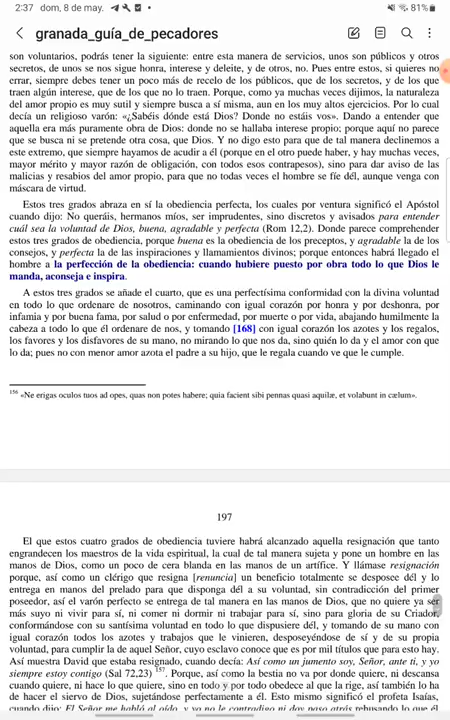 2:37 dom, 8 de may.
81%
granada_guía_de_pecadores
son voluntarios, podrás tener la siguiente: entre esta manera de servicios, unos son públicos y otros
secretos, de unos se nos sigue honra, interese y deleite, y de otros, no. Pues entre estos, si quieres no
errar, siempre debes tener un poco más de recelo de los públicos, que de los secretos, y de los que
traen algún interese, que de los que no lo traen. Porque, como ya muchas veces dijimos, la naturaleza
del amor propio es muy sutil y siempre busca a sí misma, aun en los muy altos ejercicios. Por lo cual
decía un religioso varón: «¿Sabéis dónde está Dios? Donde no estáis vos». Dando a entender que
aquella era más puramente obra de Dios: donde no se hallaba interese propio; porque aquí no parece
que se busca ni se pretende otra cosa, que Dios. Y no digo esto para que de tal manera declinemos a
este extremo, que siempre hayamos de acudir a él (porque en el otro puede haber, y hay muchas veces,
mayor mérito y mayor razón de obligación, con todos esos contrapesos), sino para dar aviso de las
malicias y resabios del amor propio, para que no todas veces el hombre se fíe dél, aunque venga con
máscara de virtud.
Estos tres grados abraza en sí la obediencia perfecta, los cuales por ventura significó el Apóstol
cuando dijo: No queráis, hermanos míos, ser imprudentes, sino discretos y avisados para entender
cuál sea la voluntad de Dios, buena, agradable y perfecta (Rom 12,2). Donde parece comprehender
estos tres grados de obediencia, porque buena es la obediencia de los preceptos, y agradable la de los
consejos, y perfecta la de las inspiraciones y llamamientos divinos; porque entonces habrá llegado el
hombre a la perfección de la obediencia: cuando hubiere puesto por obra todo lo que Dios le
manda, aconseja e inspira.
A estos tres grados se añade el cuarto, que es una perfectísima conformidad con la divina voluntad
en todo lo que ordenare de nosotros, caminando con igual corazón por honra y por deshonra, por
infamia y por buena fama, por salud o por enfermedad, por muerte o por vida, abajando humilmente la
cabeza a todo lo que él ordenare de nos, y tomando [168] con igual corazón los azotes y los regalos,
los favores y los disfavores de su mano, no mirando lo que nos da, sino quién lo da y el amor con que
lo da; pues no con menor amor azota el padre a su hijo, que le regala cuando ve que le cumple.
156 «Ne erigas oculos tuos ad opes, quas non potes habere; quia facient sibi pennas quasi aquilæ, et volabunt in cælum».
197
El que estos cuatro grados de obediencia tuviere habrá alcanzado aquella resignación que tanto
engrandecen los maestros de la vida espiritual, la cual de tal manera sujeta y pone un hombre en las
manos de Dios, como un poco de cera blanda en las manos de un artífice. Y llámase resignación
porque, así como un clérigo que resigna [renuncia] un beneficio totalmente se desposee dél y lo
entrega en manos del prelado para que disponga dél a su voluntad, sin contradicción del primer
poseedor, así el varón perfecto se entrega de tal manera en las manos de Dios, que no quiere ya ser
más suyo ni vivir para sí, ni comer ni dormir ni trabajar para sí, sino para gloria de su Criador,
conformándose con su santísima voluntad en todo lo que dispusiere dél, y tomando de su mano con
igual corazón todos los azotes y trabajos que le vinieren, desposeyéndose de sí y de su propia
voluntad, para cumplir la de aquel Señor, cuyo esclavo conoce que es por mil títulos que para esto hay.
Así muestra David que estaba resignado, cuando decía: Así como un jumento soy, Señor, ante ti, y yo
siempre estoy contigo (Sal 72,23) 157. Porque, así como la bestia no va por donde quiere, ni descansa
cuando quiere, ni hace lo que quiere, sino en todo y por todo obedece al que la rige, así también lo ha
de hacer el siervo de Dios, sujetándose perfectamente a él. Esto mismo significó el profeta Isaías,
cuando dijo: El Señor me habló al oído, y yo no le contradigo ni doy paso atrás rehusando lo que él